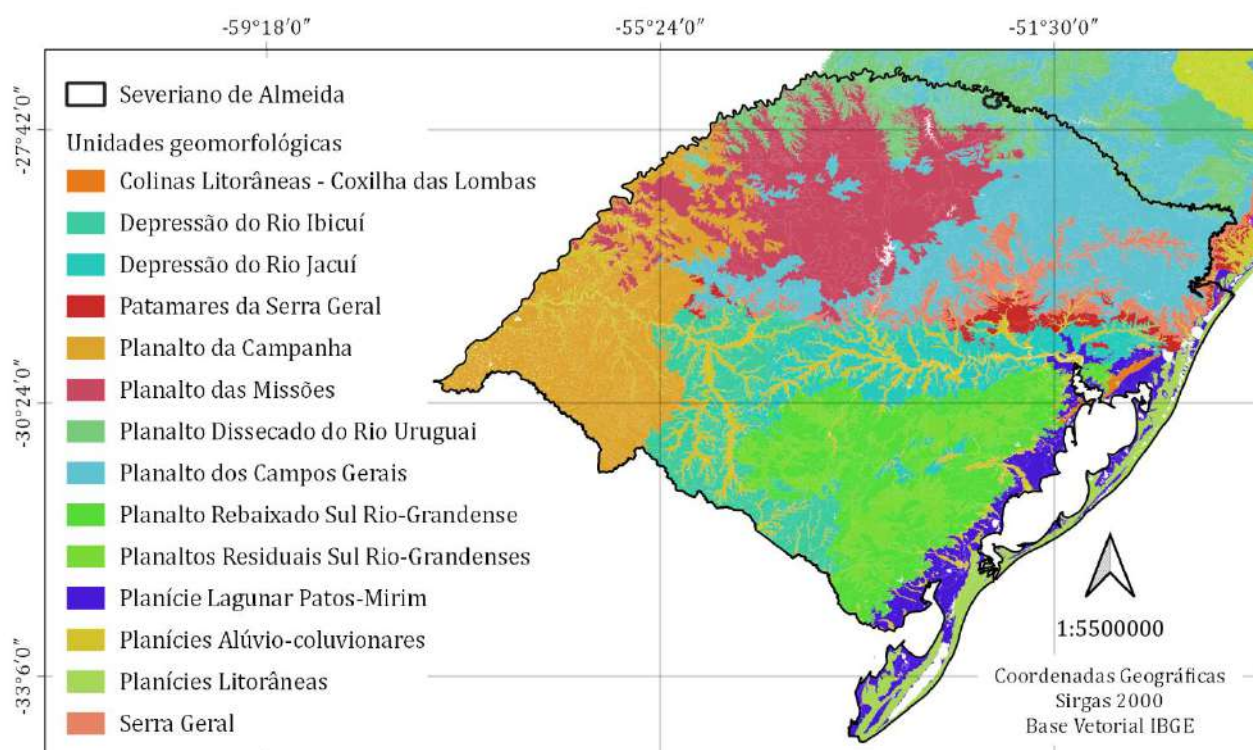 -59°18′0″
-55°24′0″
-51°30′0″
-27°42′0″
-30°24′0″
-33°6′0″
Severiano de Almeida
Unidades geomorfológicas
Colinas Litorâneas - Coxilha das Lombas
Depressão do Rio Ibicuí
Depressão do Rio Jacuí
Patamares da Serra Geral
Planalto da Campanha
Planalto das Missões
Planalto Dissecado do Rio Uruguai
Planalto dos Campos Gerais
Planalto Rebaixado Sul Rio-Grandense
Planaltos Residuais Sul Rio-Grandenses
Planície Lagunar Patos-Mirim
Planícies Alúvio-coluvionares
Planícies Litorâneas
Serra Geral
1:5500000
Coordenadas Geográficas
Sirgas 2000
Base Vetorial IBGE